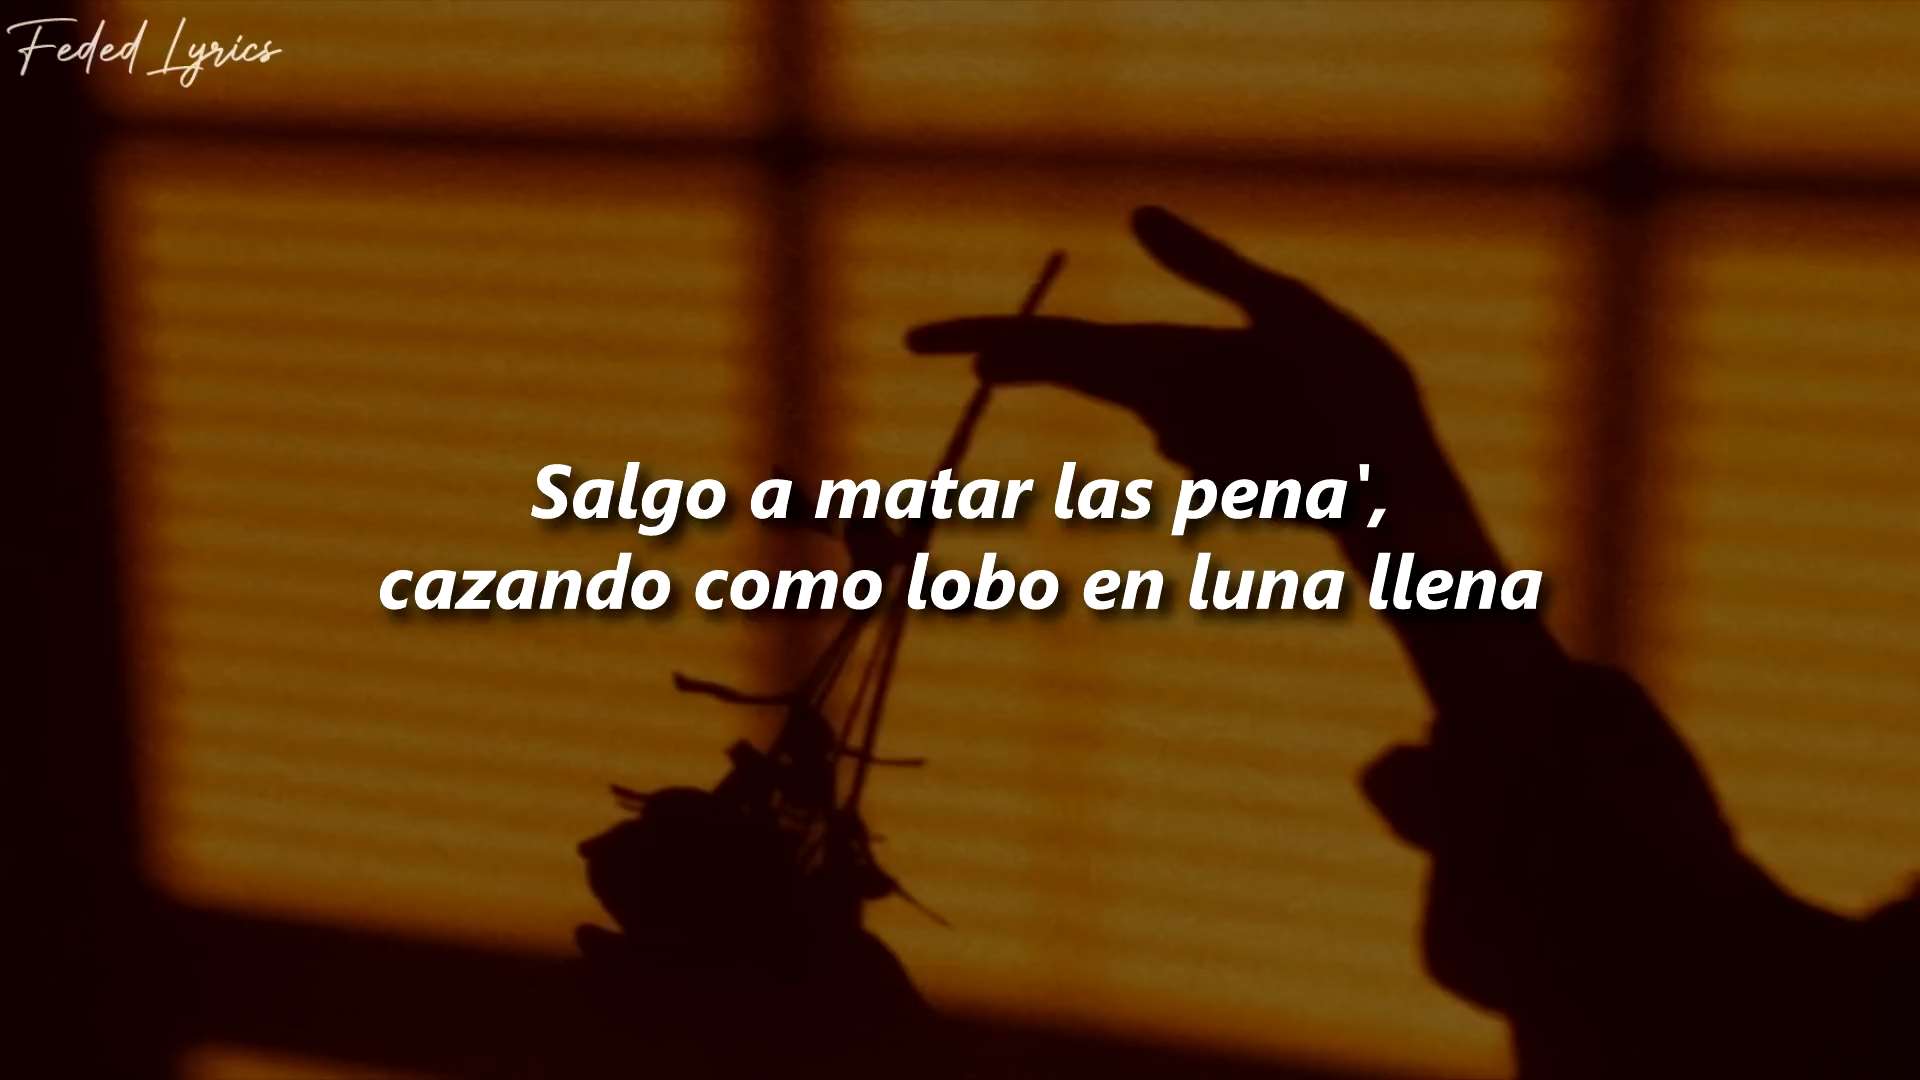 Feded Lyrics
Salgo a matar las pena',
cazando como lobo en luna llena